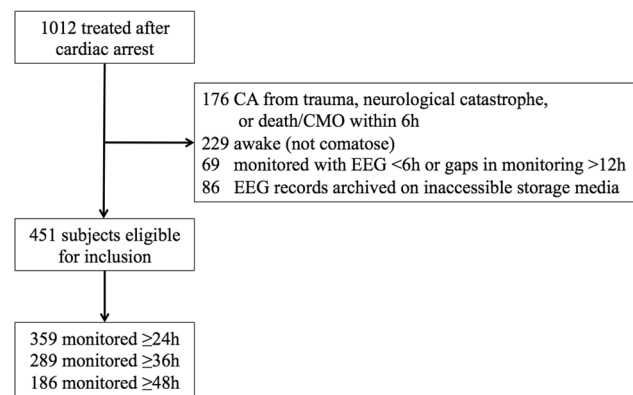 1012 treated after
cardiac arrest
176 CA from trauma, neurological catastrophe,
or death/CMO within 6h
229 awake (not comatose)
69 monitored with EEG <6h or gaps in monitoring >12h
86 EEG records archived on inaccessible storage media
451 subjects eligible
for inclusion
359 monitored ≥24h
289 monitored ≥36h
186 monitored ≥48h